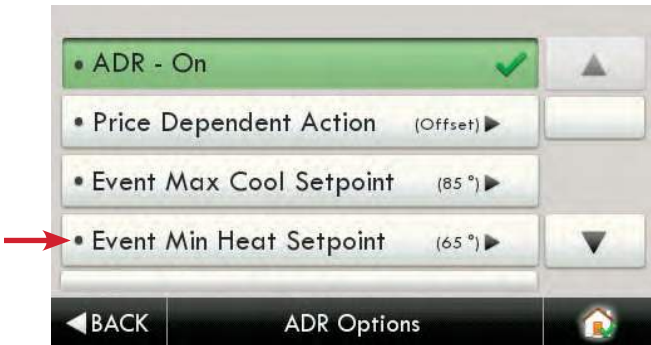 • ADR - On
• Price Dependent Action (Offset)
• Event Max Cool Setpoint (85 °)
• Event Min Heat Setpoint (65 °)
BACK ADR Options